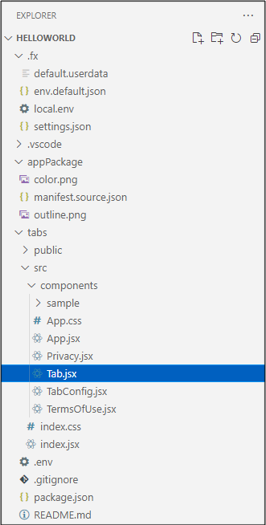 EXPLORER
HELLOWORLD
.fx
default.userdata
env.default.json
local.env
settings.json
.vscode
appPackage
color.png
manifest.source.json
outline.png
tabs
public
src
components
sample
App.css
App.jsx
Privacy.jsx
Tab.jsx
TabConfig.jsx
TermsOfUse.jsx
index.css
index.jsx
.env
.gitignore
package.json
README.md